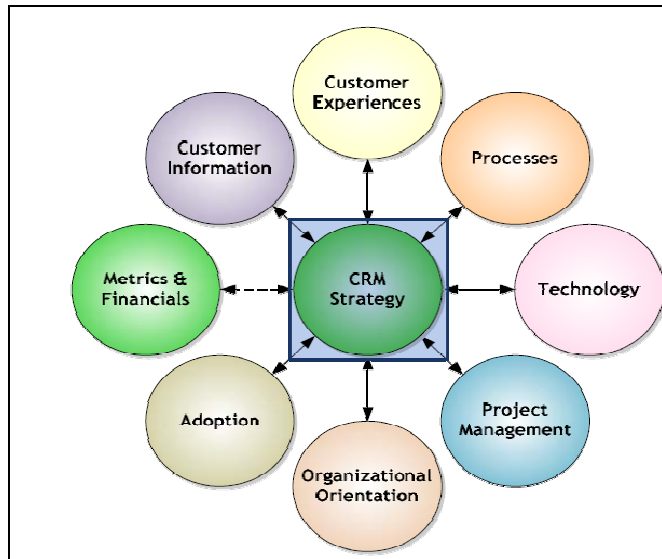 Customer
Experiences
Customer
Information
Processes
Metrics &
Financials
CRM
Strategy
Technology
Adoption
Project
Management
Organizational
Orientation